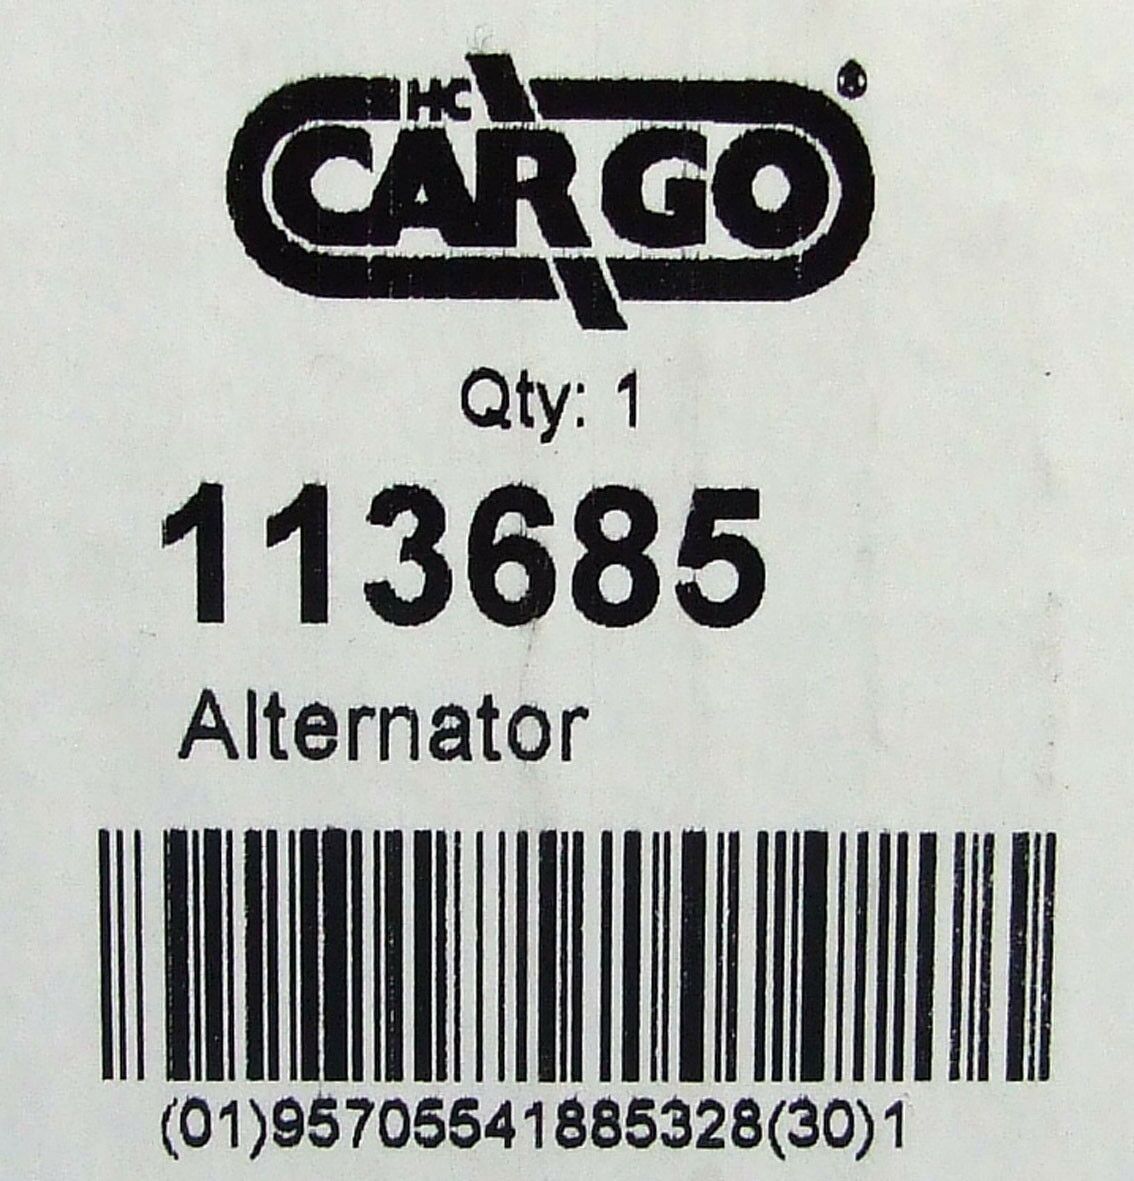 HC
CARGO®
Qty: 1
113685
Alternator
(01)95705541885328(30)1